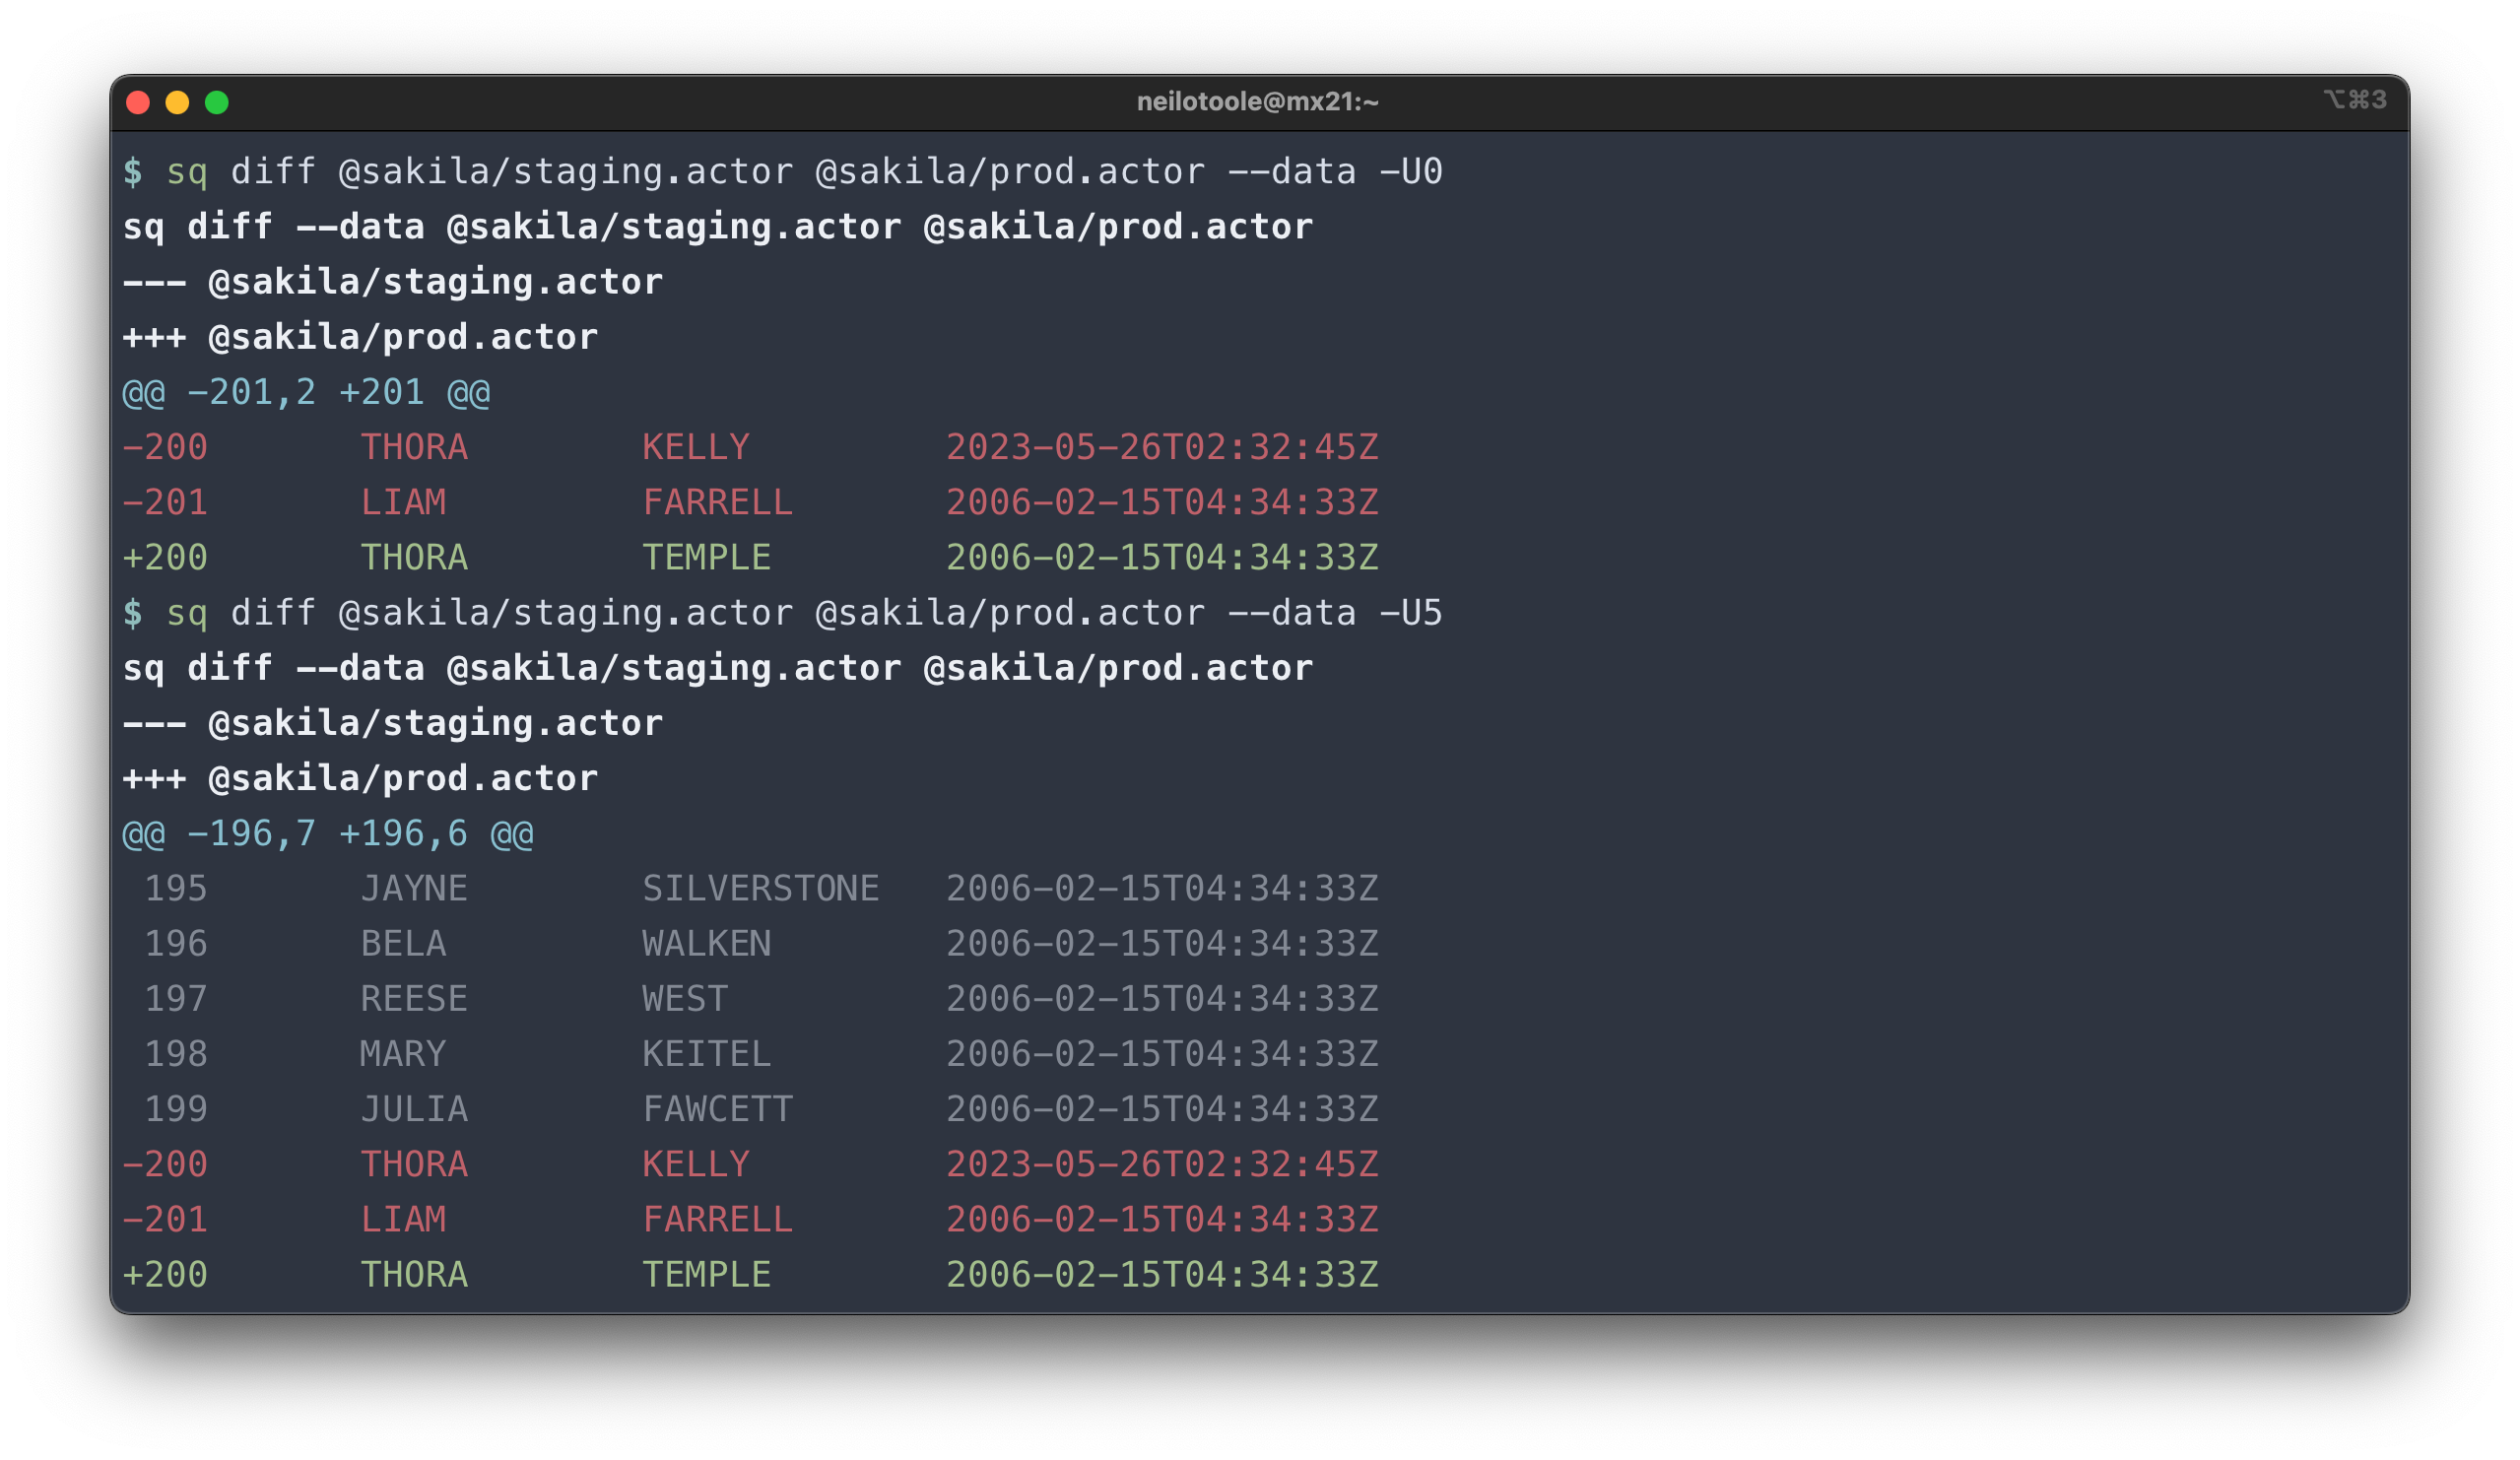 neilotoole@mx21:~ ⌥⌘3
$ sq diff @sakila/staging.actor @sakila/prod.actor --data -U0
sq diff --data @sakila/staging.actor @sakila/prod.actor
--- @sakila/staging.actor
+++ @sakila/prod.actor
@@ -201,2 +201 @@
-200       THORA        KELLY         2023-05-26T02:32:45Z
-201       LIAM         FARRELL       2006-02-15T04:34:33Z
+200       THORA        TEMPLE        2006-02-15T04:34:33Z
$ sq diff @sakila/staging.actor @sakila/prod.actor --data -U5
sq diff --data @sakila/staging.actor @sakila/prod.actor
--- @sakila/staging.actor
+++ @sakila/prod.actor
@@ -196,7 +196,6 @@
 195       JAYNE        SILVERSTONE   2006-02-15T04:34:33Z
 196       BELA         WALKEN        2006-02-15T04:34:33Z
 197       REESE        WEST          2006-02-15T04:34:33Z
 198       MARY         KEITEL        2006-02-15T04:34:33Z
 199       JULIA        FAWCETT       2006-02-15T04:34:33Z
-200       THORA        KELLY         2023-05-26T02:32:45Z
-201       LIAM         FARRELL       2006-02-15T04:34:33Z
+200       THORA        TEMPLE        2006-02-15T04:34:33Z